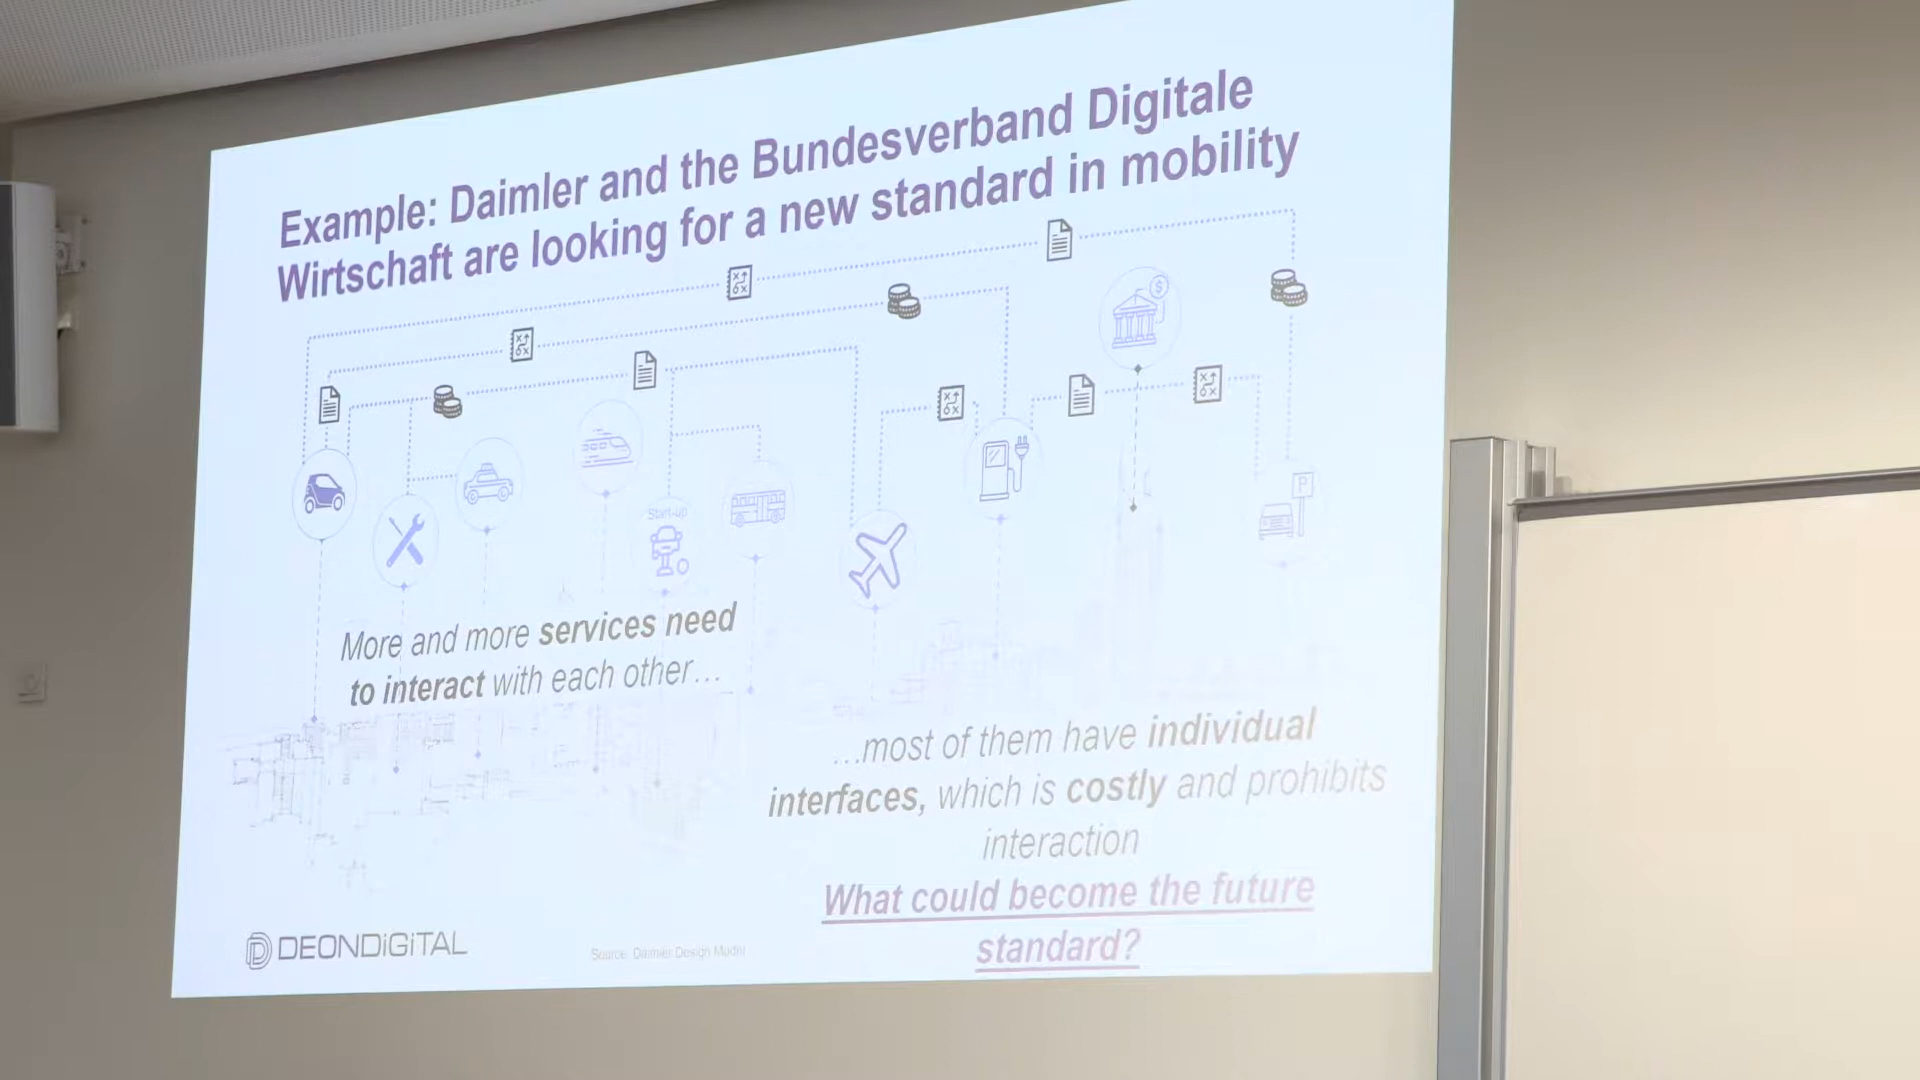 Example: Daimler and the Bundesverband Digitale
Wirtschaft are looking for a new standard in mobility
Start-up
P
$
More and more services need
to interact with each other…
…most of them have individual
interfaces, which is costly and prohibits
interaction
What could become the future
standard?
DEONDiGiTAL
Source: Daimler Design Model